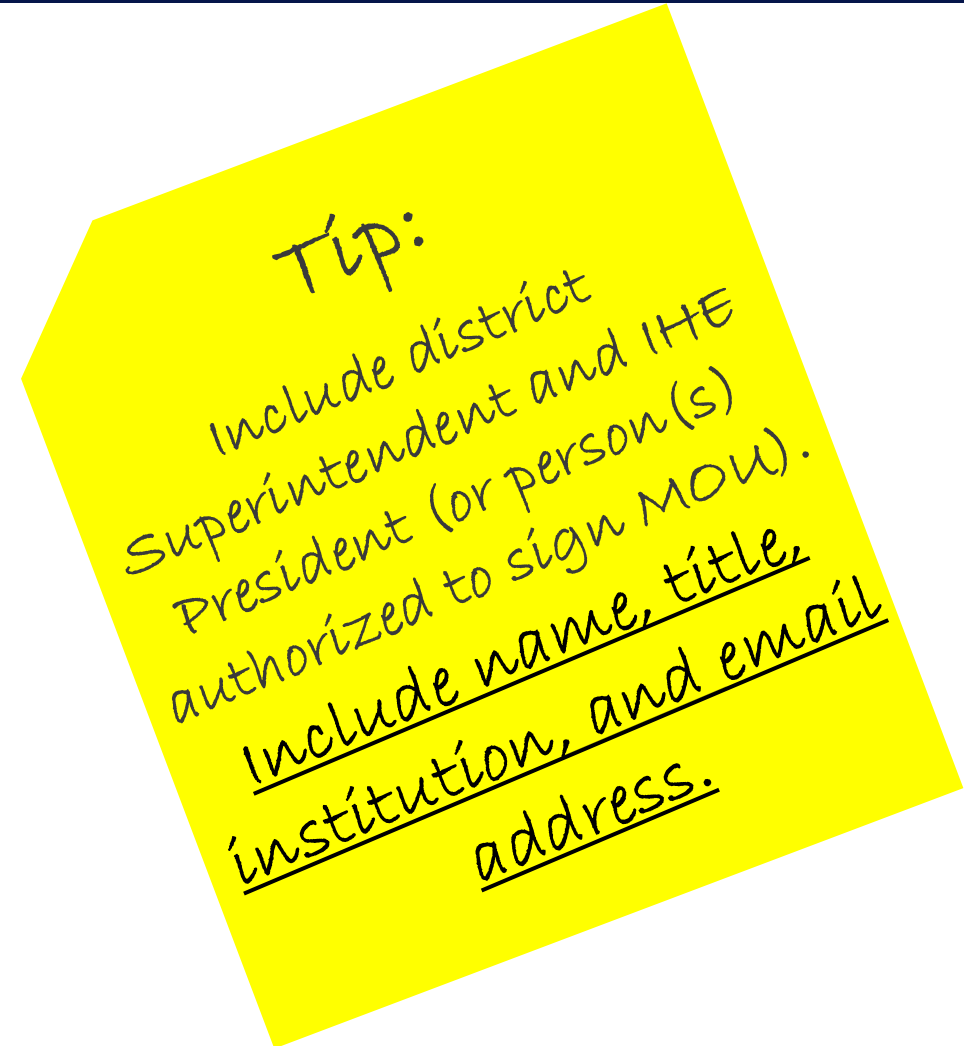 Tip:
Include district
Superintendent and IHE
President (or person(s)
authorized to sign MOU).
Include name, title,
institution, and email
address.